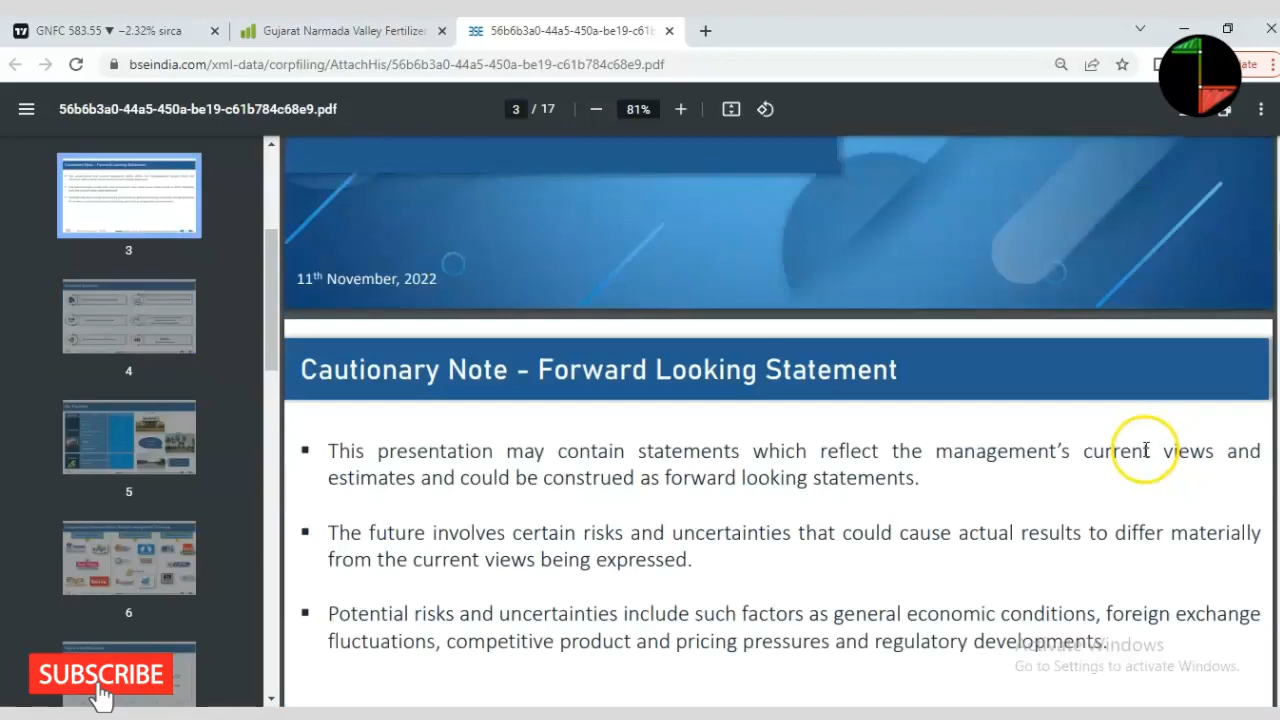 GNFC 583.55 ▼ −2.32% sirca
Gujarat Narmada Valley Fertilizer
56b6b3a0-44a5-450a-be19-c61b
bseindia.com/xml-data/corpfiling/AttachHis/56b6b3a0-44a5-450a-be19-c61b784c68e9.pdf
56b6b3a0-44a5-450a-be19-c61b784c68e9.pdf
3 / 17
81%
3
4
5
6
11th November, 2022
Cautionary Note - Forward Looking Statement
▪ This presentation may contain statements which reflect the management's current views and
estimates and could be construed as forward looking statements.
▪ The future involves certain risks and uncertainties that could cause actual results to differ materially
from the current views being expressed.
▪ Potential risks and uncertainties include such factors as general economic conditions, foreign exchange
fluctuations, competitive product and pricing pressures and regulatory developments.
Activate Windows
Go to Settings to activate Windows.
SUBSCRIBE